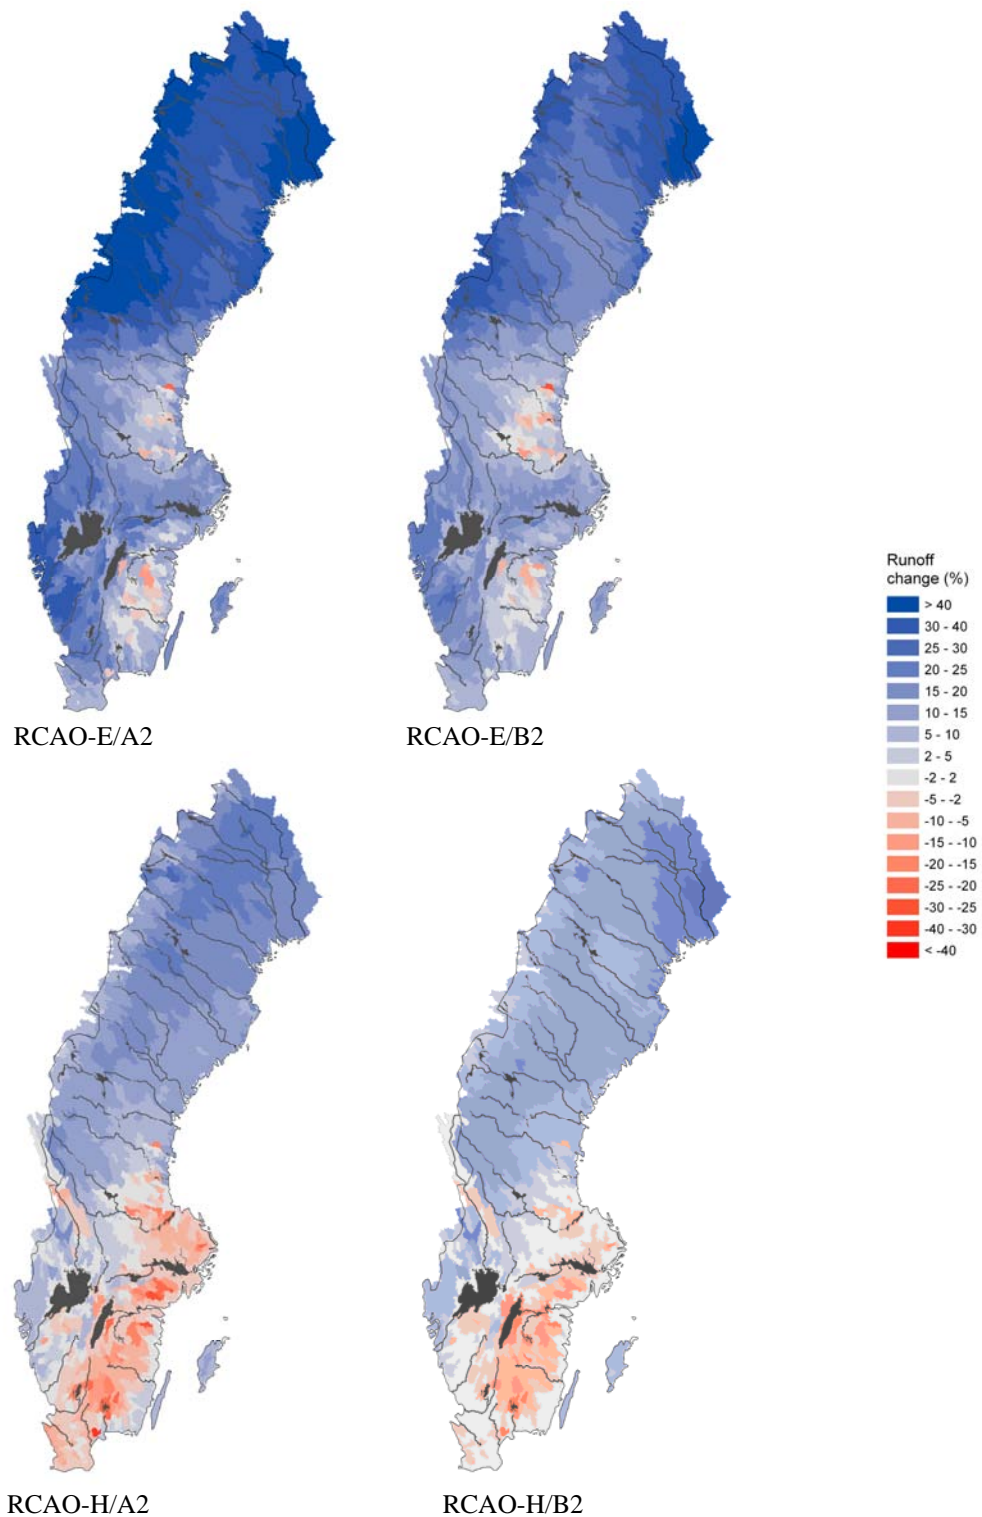 RCAO-E/A2
RCAO-E/B2
Runoff
change (%)
> 40
30 - 40
25 - 30
20 - 25
15 - 20
10 - 15
5 - 10
2 - 5
-2 - 2
-5 - -2
-10 - -5
-15 - -10
-20 - -15
-25 - -20
-30 - -25
-40 - -30
< -40
RCAO-H/A2
RCAO-H/B2